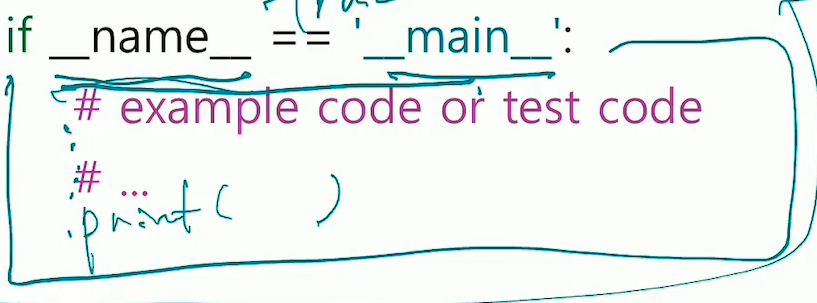 if __name__ == '__main__':
# example code or test code
# ...
print( )